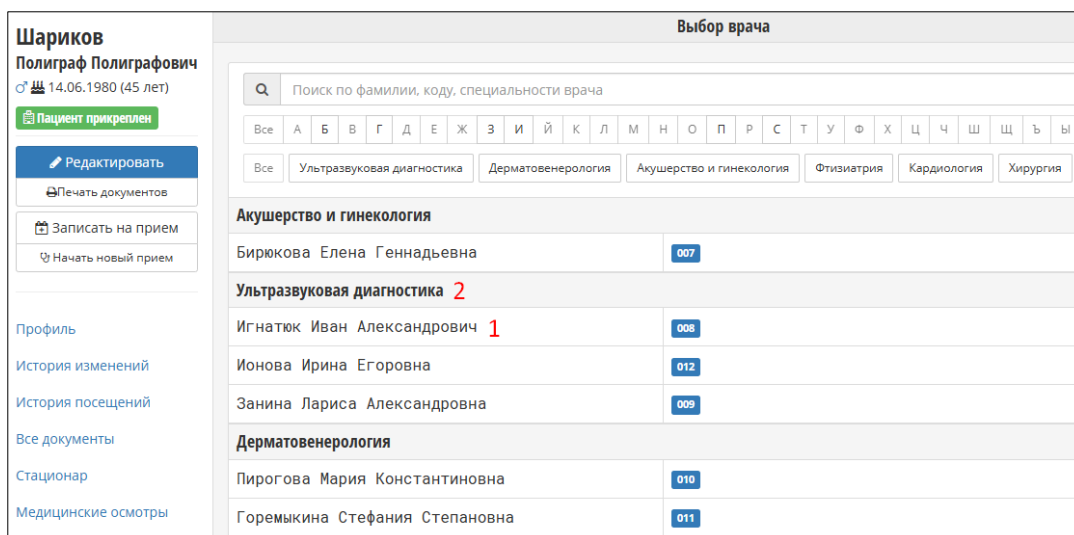 Шариков
Полиграф Полиграфович
14.06.1980 (45 лет)
Пациент прикреплен
Редактировать
Печать документов
Записать на прием
Начать новый прием
Профиль
История изменений
История посещений
Все документы
Стационар
Медицинские осмотры
Выбор врача
Поиск по фамилии, коду, специальности врача
Все А Б В Г Д Е Ж З И Й К Л М Н О П Р С Т У Ф Х Ц Ч Ш Щ Ъ Ы
Все Ультразвуковая диагностика Дерматовенерология Акушерство и гинекология Фтизиатрия Кардиология Хирургия
Акушерство и гинекология
Бирюкова Елена Геннадьевна 007
Ультразвуковая диагностика 2
Игнатюк Иван Александрович 1 008
Ионова Ирина Егоровна 012
Занина Лариса Александровна 009
Дерматовенерология
Пирогова Мария Константиновна 010
Горемыкина Стефания Степановна 011